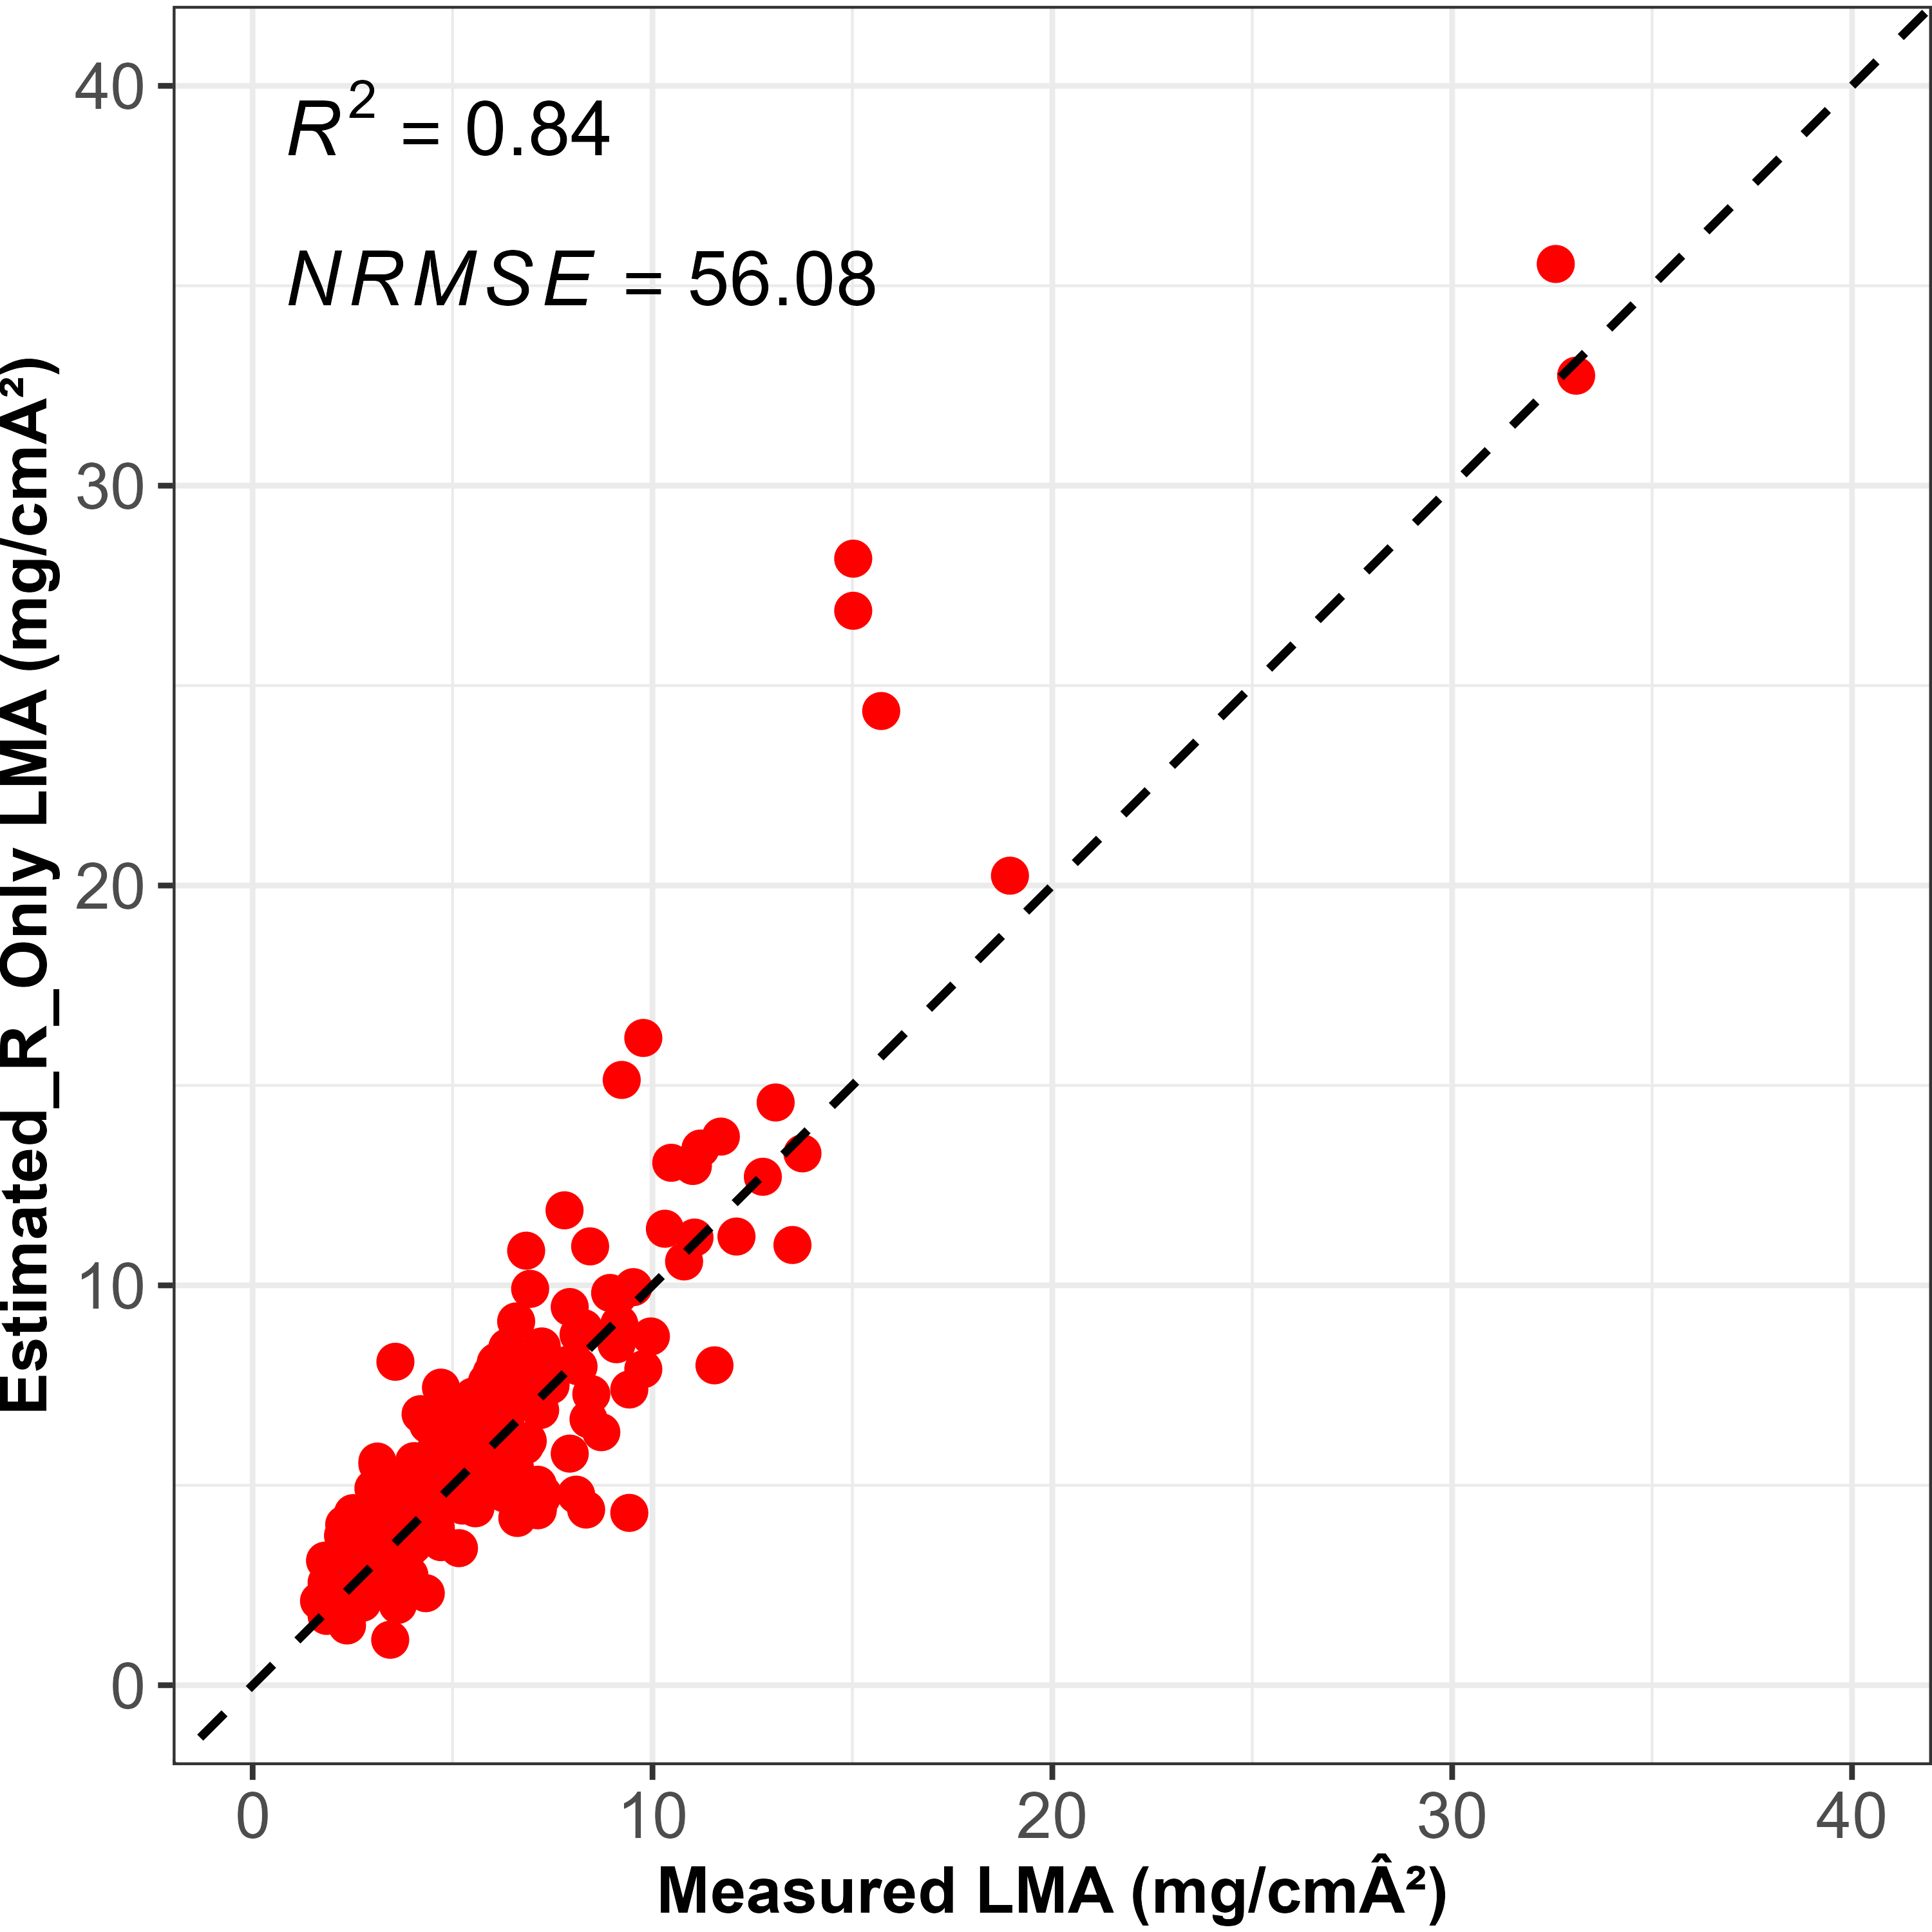 R² = 0.84
NRMSE = 56.08
Estimated_R_Only LMA (mg/cmÂ²)
40
30
20
10
0
0
10
20
30
40
Measured LMA (mg/cmÂ²)